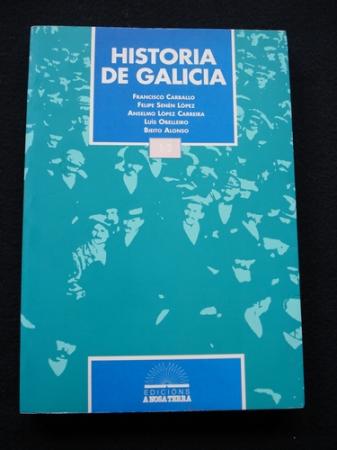 HISTORIA
DE GALICIA
FRANCISCO CARBALLO
FELIPE SENÉN LÓPEZ
ANSELMO LÓPEZ CARREIRA
LUÍS OBELLEIRO
BIEITO ALONSO
EDICIÓNS
A NOSA TERRA